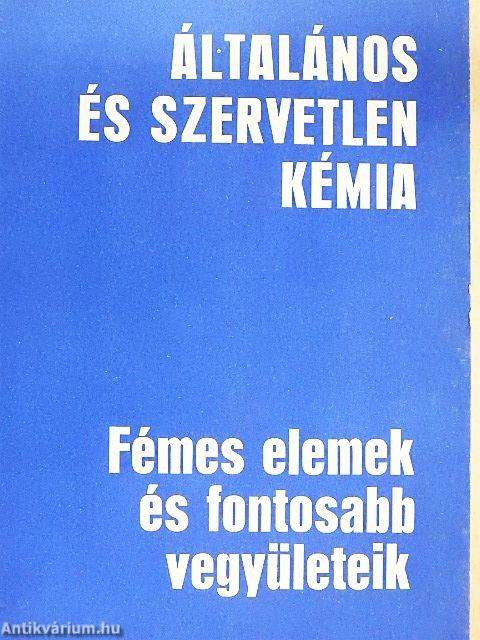 ÁLTALÁNOS
ÉS SZERVETLEN
KÉMIA
Fémes elemek
és fontosabb
vegyületeik
Antikvárium.hu